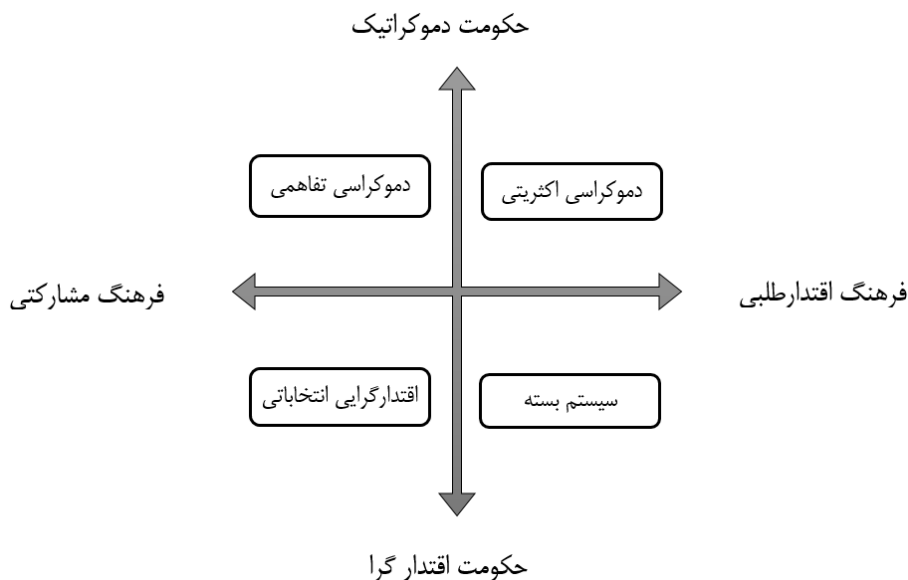 حکومت دموکراتیک
دموکراسی اکثریتی
دموکراسی تفاهمی
فرهنگ اقتدارطلبی
فرهنگ مشارکتی
سیستم بسته
اقتدارگرایی انتخاباتی
حکومت اقتدار گرا